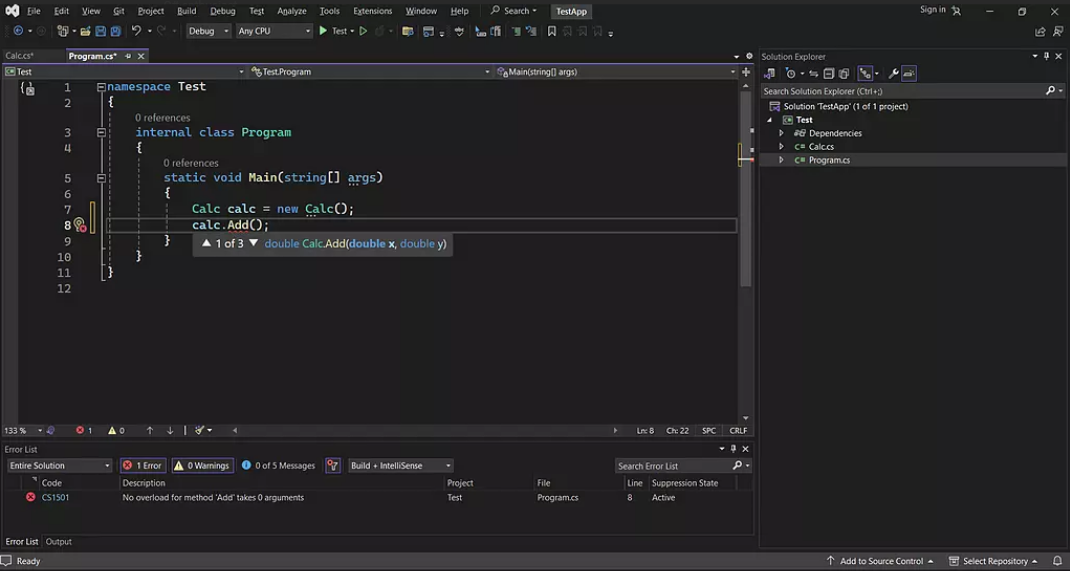 File Edit View Git Project Build Debug Test Analyze Tools Extensions Window Help Search TestApp Sign in
Debug Any CPU Test
Calc.cs* Program.cs*
Test Test.Program Main(string[] args)
1 namespace Test
2 {
0 references
3 internal class Program
4 {
0 references
5 static void Main(string[] args)
6 {
7 Calc calc = new Calc();
8 calc.Add();
1 of 3 double Calc.Add(double x, double y)
9 }
10 }
11 }
12
133 % 1 0 Ln: 8 Ch: 22 SPC CRLF
Error List
Entire Solution 1 Error 0 Warnings 0 of 5 Messages Build + IntelliSense Search Error List
Code Description Project File Line Suppression State
CS1501 No overload for method 'Add' takes 0 arguments Test Program.cs 8 Active
Error List Output
Ready Add to Source Control Select Repository
Solution Explorer
Search Solution Explorer (Ctrl+;)
Solution 'TestApp' (1 of 1 project)
Test
Dependencies
C# Calc.cs
C# Program.cs